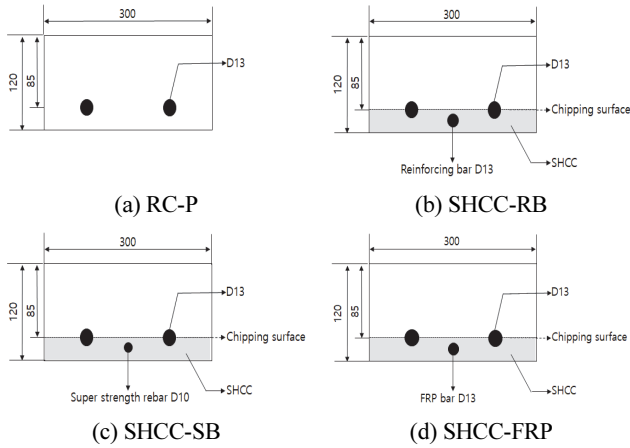 300
120
85
D13
(a) RC-P
300
120
85
D13
Chipping surface
SHCC
Reinforcing bar D13
(b) SHCC-RB
300
120
85
D13
Chipping surface
SHCC
Super strength rebar D10
(c) SHCC-SB
300
120
85
D13
Chipping surface
SHCC
FRP bar D13
(d) SHCC-FRP